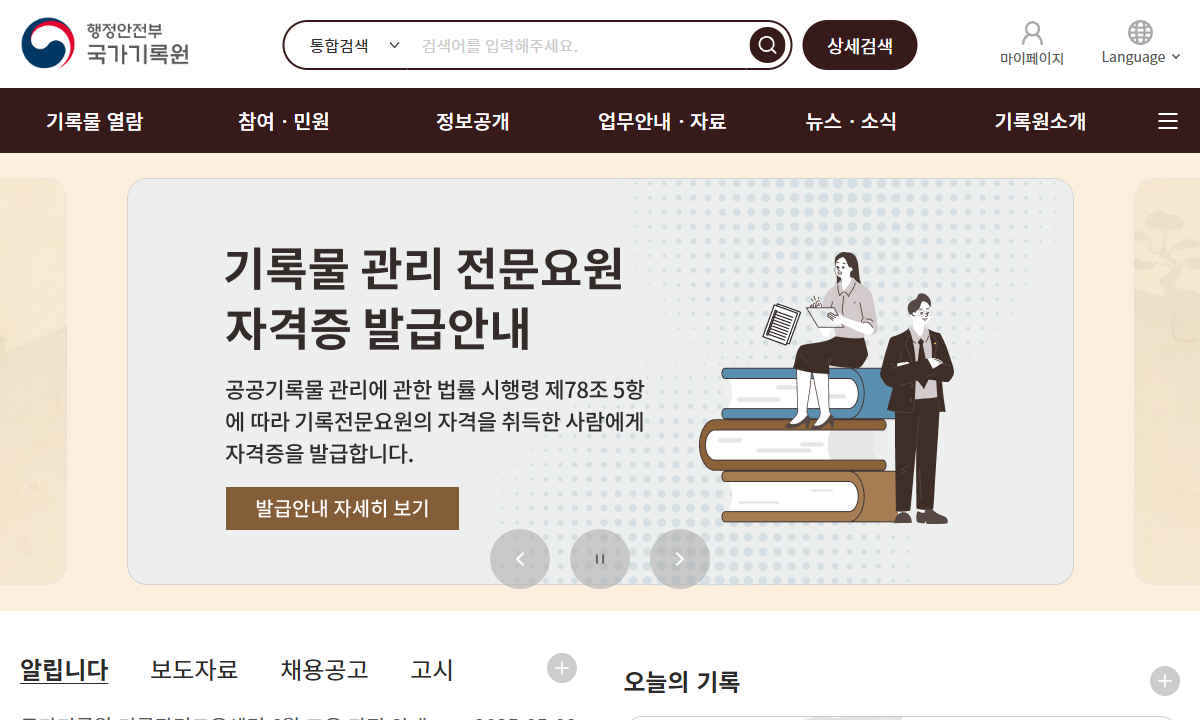 행정안전부
국가기록원
통합검색
검색어를 입력해주세요.
상세검색
마이페이지
Language
기록물 열람
참여 · 민원
정보공개
업무안내 · 자료
뉴스 · 소식
기록원소개
기록물 관리 전문요원
자격증 발급안내
공공기록물 관리에 관한 법률 시행령 제78조 5항
에 따라 기록전문요원의 자격을 취득한 사람에게
자격증을 발급합니다.
발급안내 자세히 보기
알립니다
보도자료
채용공고
고시
오늘의 기록